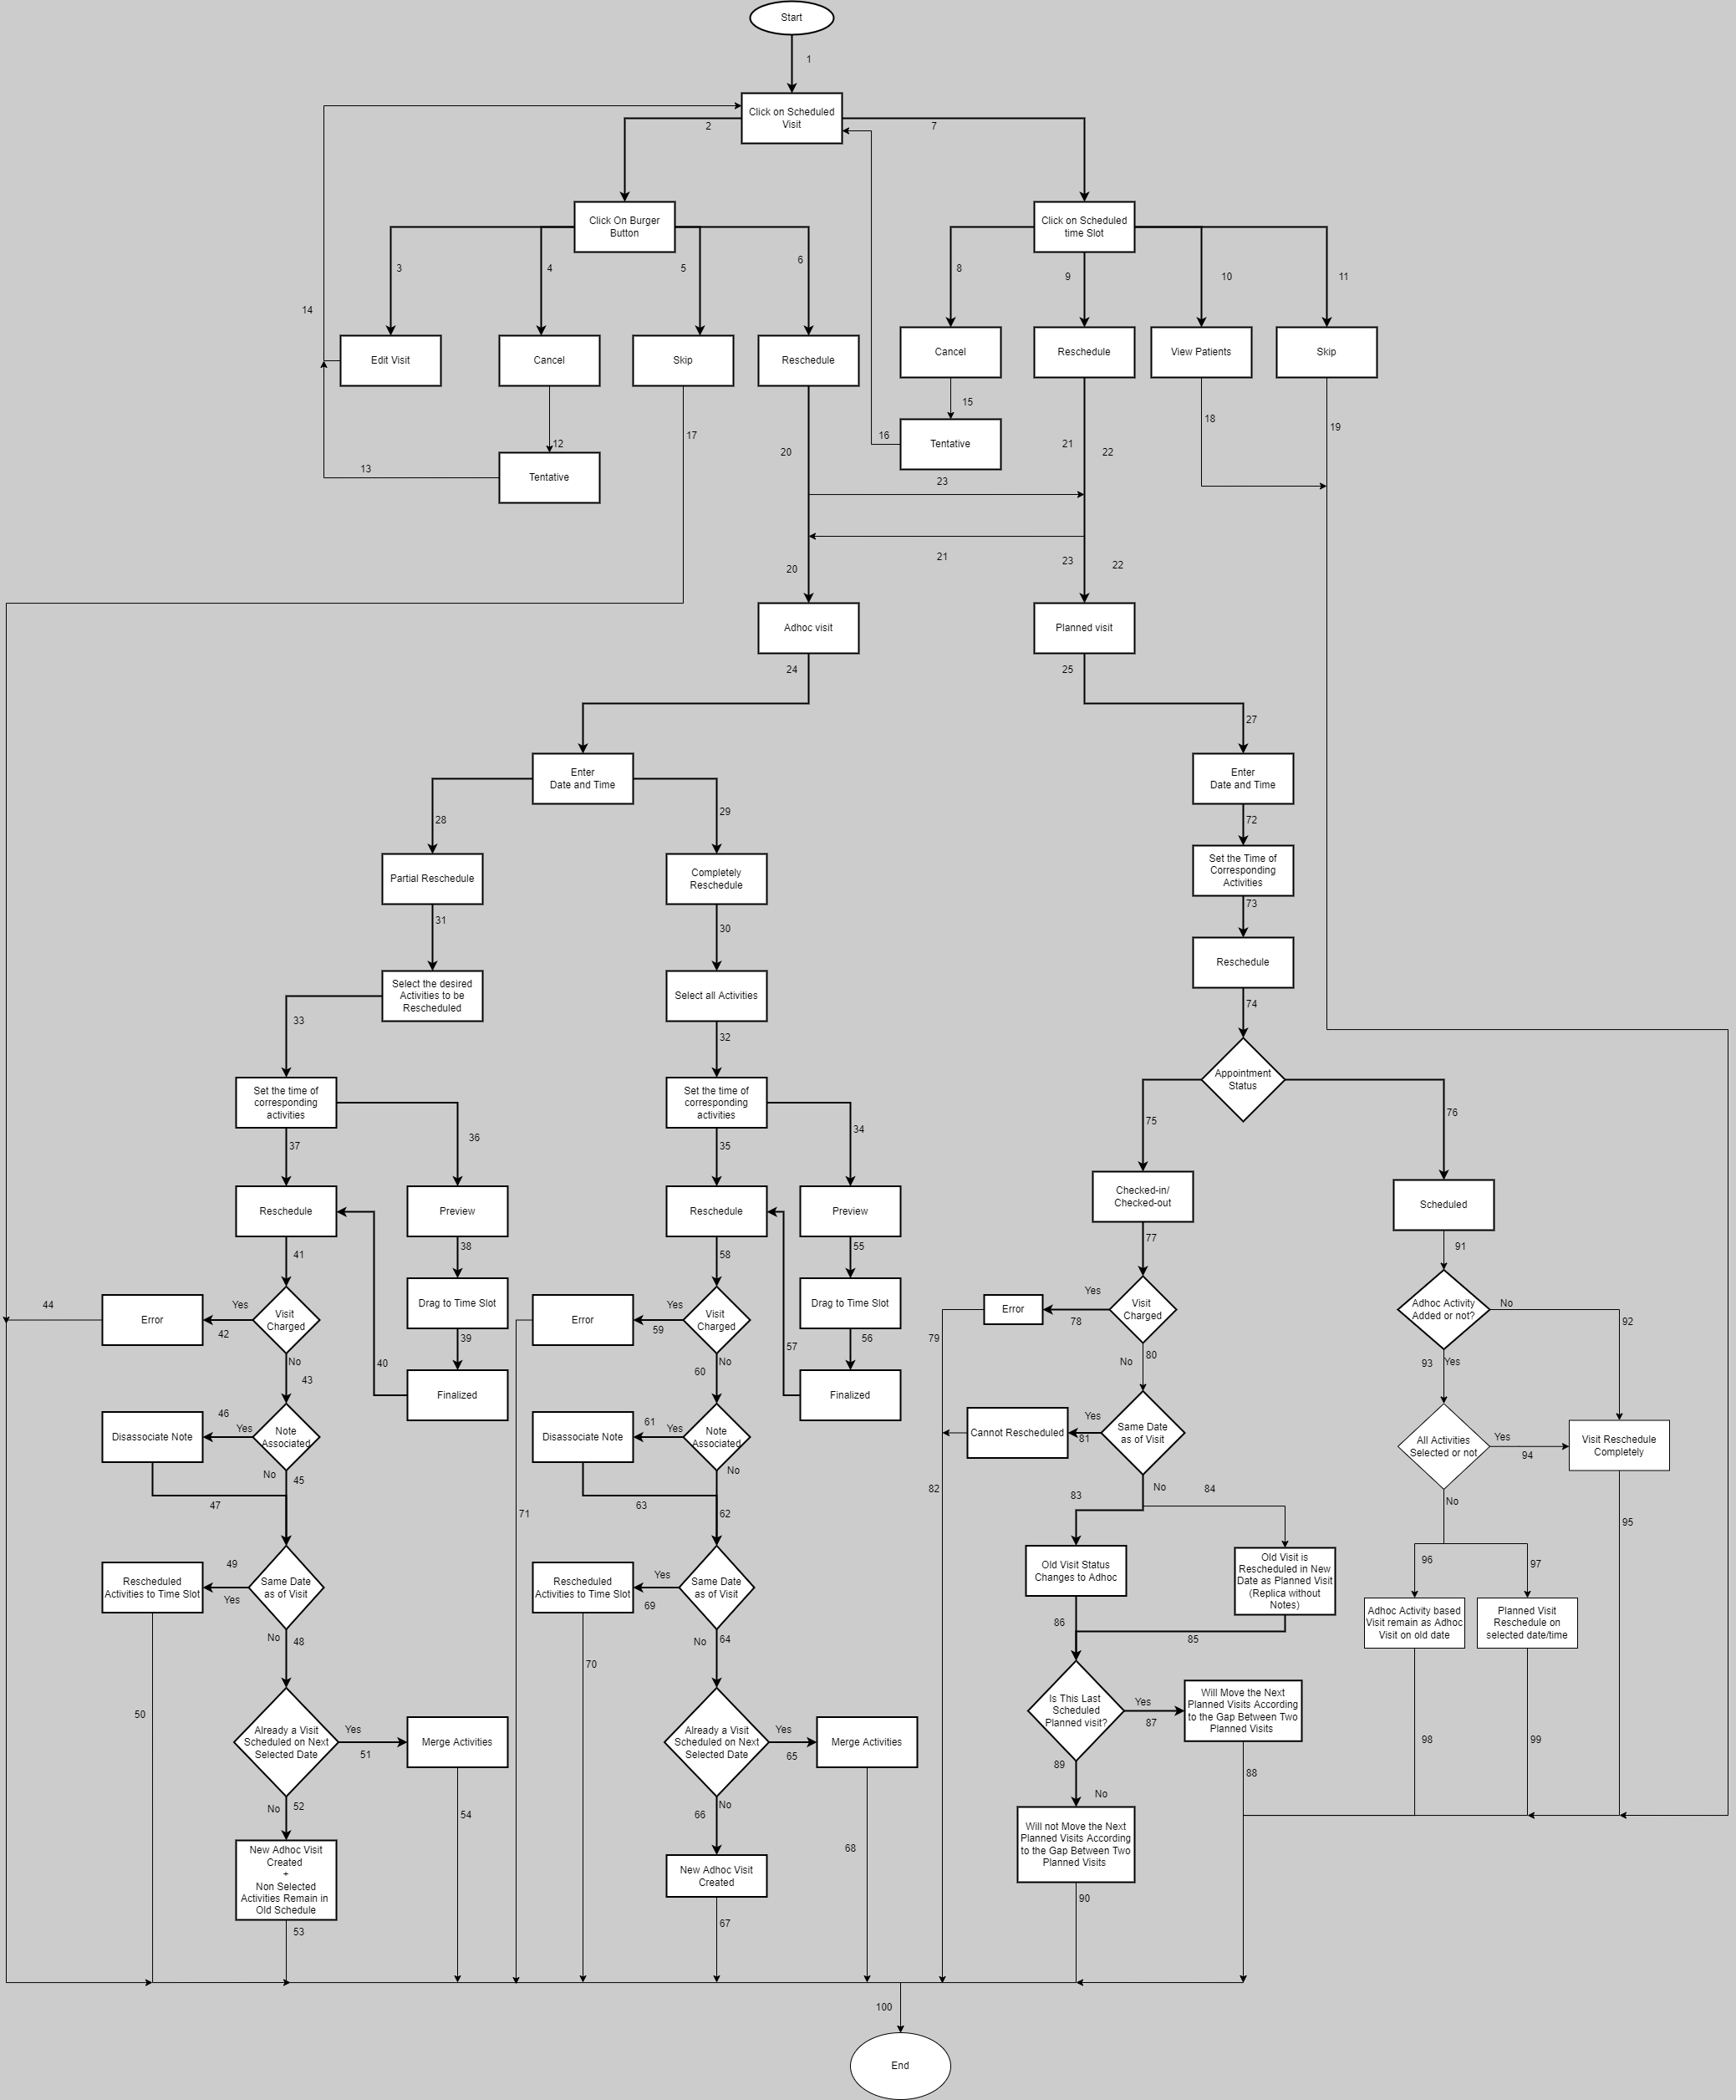 Start
1
Click on Scheduled
Visit
2
7
Click On Burger
Button
Click on Scheduled
time Slot
3
4
5
6
8
9
10
11
14
Edit Visit
Cancel
Skip
Reschedule
Cancel
Reschedule
View Patients
Skip
12
13
Tentative
15
16
Tentative
17
18
19
20
21
22
23
21
20
23
22
Adhoc visit
Planned visit
24
25
27
Enter
Date and Time
Enter
Date and Time
28
29
72
Partial Reschedule
Completely
Reschedule
Set the Time of
Corresponding
Activities
31
30
73
Select the desired
Activities to be
Rescheduled
Select all Activities
Reschedule
33
32
74
Appointment
Status
75
76
Set the time of
corresponding
activities
Set the time of
corresponding
activities
37
36
35
34
Checked-in/
Checked-out
Scheduled
Reschedule
Preview
Reschedule
Preview
41
38
58
55
77
91
Drag to Time Slot
Drag to Time Slot
44
Error
Yes
42
Visit
Charged
39
Error
Yes
59
Visit
Charged
57
56
79
Error
Yes
78
Visit
Charged
Adhoc Activity
Added or not?
No
92
No
43
40
60
No
No
80
93
Yes
Finalized
Finalized
46
Disassociate Note
Yes
Note
Associated
61
Disassociate Note
Yes
Note
Associated
Cannot Rescheduled
Yes
81
Same Date
as of Visit
All Activities
Selected or not
Yes
94
Visit Reschedule
Completely
No
45
47
No
62
63
71
82
83
No
84
No
95
49
Rescheduled
Activities to Time Slot
Yes
Same Date
as of Visit
Rescheduled
Activities to Time Slot
Yes
69
Same Date
as of Visit
Old Visit Status
Changes to Adhoc
Old Visit is
Rescheduled in New
Date as Planned Visit
(Replica without
Notes)
96
97
Adhoc Activity based
Visit remain as Adhoc
Visit on old date
Planned Visit
Reschedule on
selected date/time
No
48
No
64
86
85
50
70
Already a Visit
Scheduled on Next
Selected Date
Yes
51
Merge Activities
Already a Visit
Scheduled on Next
Selected Date
Yes
65
Merge Activities
Is This Last
Scheduled
Planned visit?
Yes
87
Will Move the Next
Planned Visits According
to the Gap Between Two
Planned Visits
98
99
88
No
52
54
No
66
68
89
No
New Adhoc Visit
Created
+
Non Selected
Activities Remain in
Old Schedule
New Adhoc Visit
Created
Will not Move the Next
Planned Visits According
to the Gap Between Two
Planned Visits
53
67
90
100
End